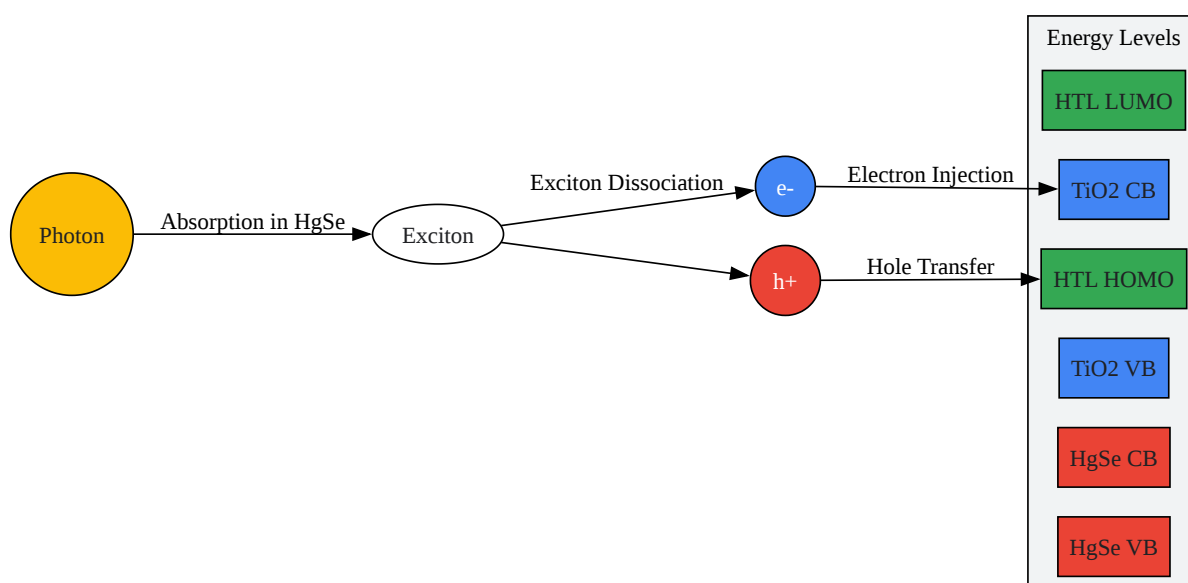 Energy Levels
HTL LUMO
Photon
Absorption in HgSe
Exciton
Exciton Dissociation
e-
Electron Injection
TiO2 CB
h+
Hole Transfer
HTL HOMO
TiO2 VB
HgSe CB
HgSe VB